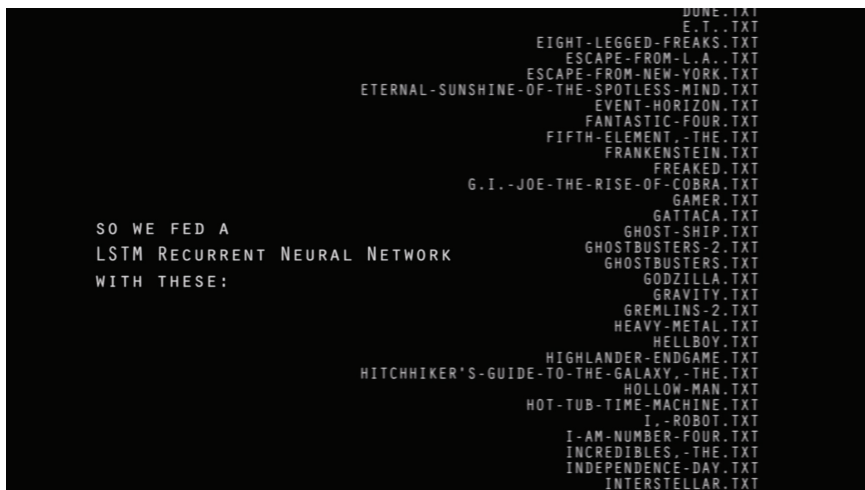 SO WE FED A
LSTM RECURRENT NEURAL NETWORK
WITH THESE:
DUNE.TXT
E.T..TXT
EIGHT-LEGGED-FREAKS.TXT
ESCAPE-FROM-L.A..TXT
ESCAPE-FROM-NEW-YORK.TXT
ETERNAL-SUNSHINE-OF-THE-SPOTLESS-MIND.TXT
EVENT-HORIZON.TXT
FANTASTIC-FOUR.TXT
FIFTH-ELEMENT,-THE.TXT
FRANKENSTEIN.TXT
FREAKED.TXT
G.I.-JOE-THE-RISE-OF-COBRA.TXT
GAMER.TXT
GATTACA.TXT
GHOST-SHIP.TXT
GHOSTBUSTERS-2.TXT
GHOSTBUSTERS.TXT
GODZILLA.TXT
GRAVITY.TXT
GREMLINS-2.TXT
HEAVY-METAL.TXT
HELLBOY.TXT
HIGHLANDER-ENDGAME.TXT
HITCHHIKER'S-GUIDE-TO-THE-GALAXY,-THE.TXT
HOLLOW-MAN.TXT
HOT-TUB-TIME-MACHINE.TXT
I,-ROBOT.TXT
I-AM-NUMBER-FOUR.TXT
INCREDIBLES,-THE.TXT
INDEPENDENCE-DAY.TXT
INTERSTELLAR.TXT